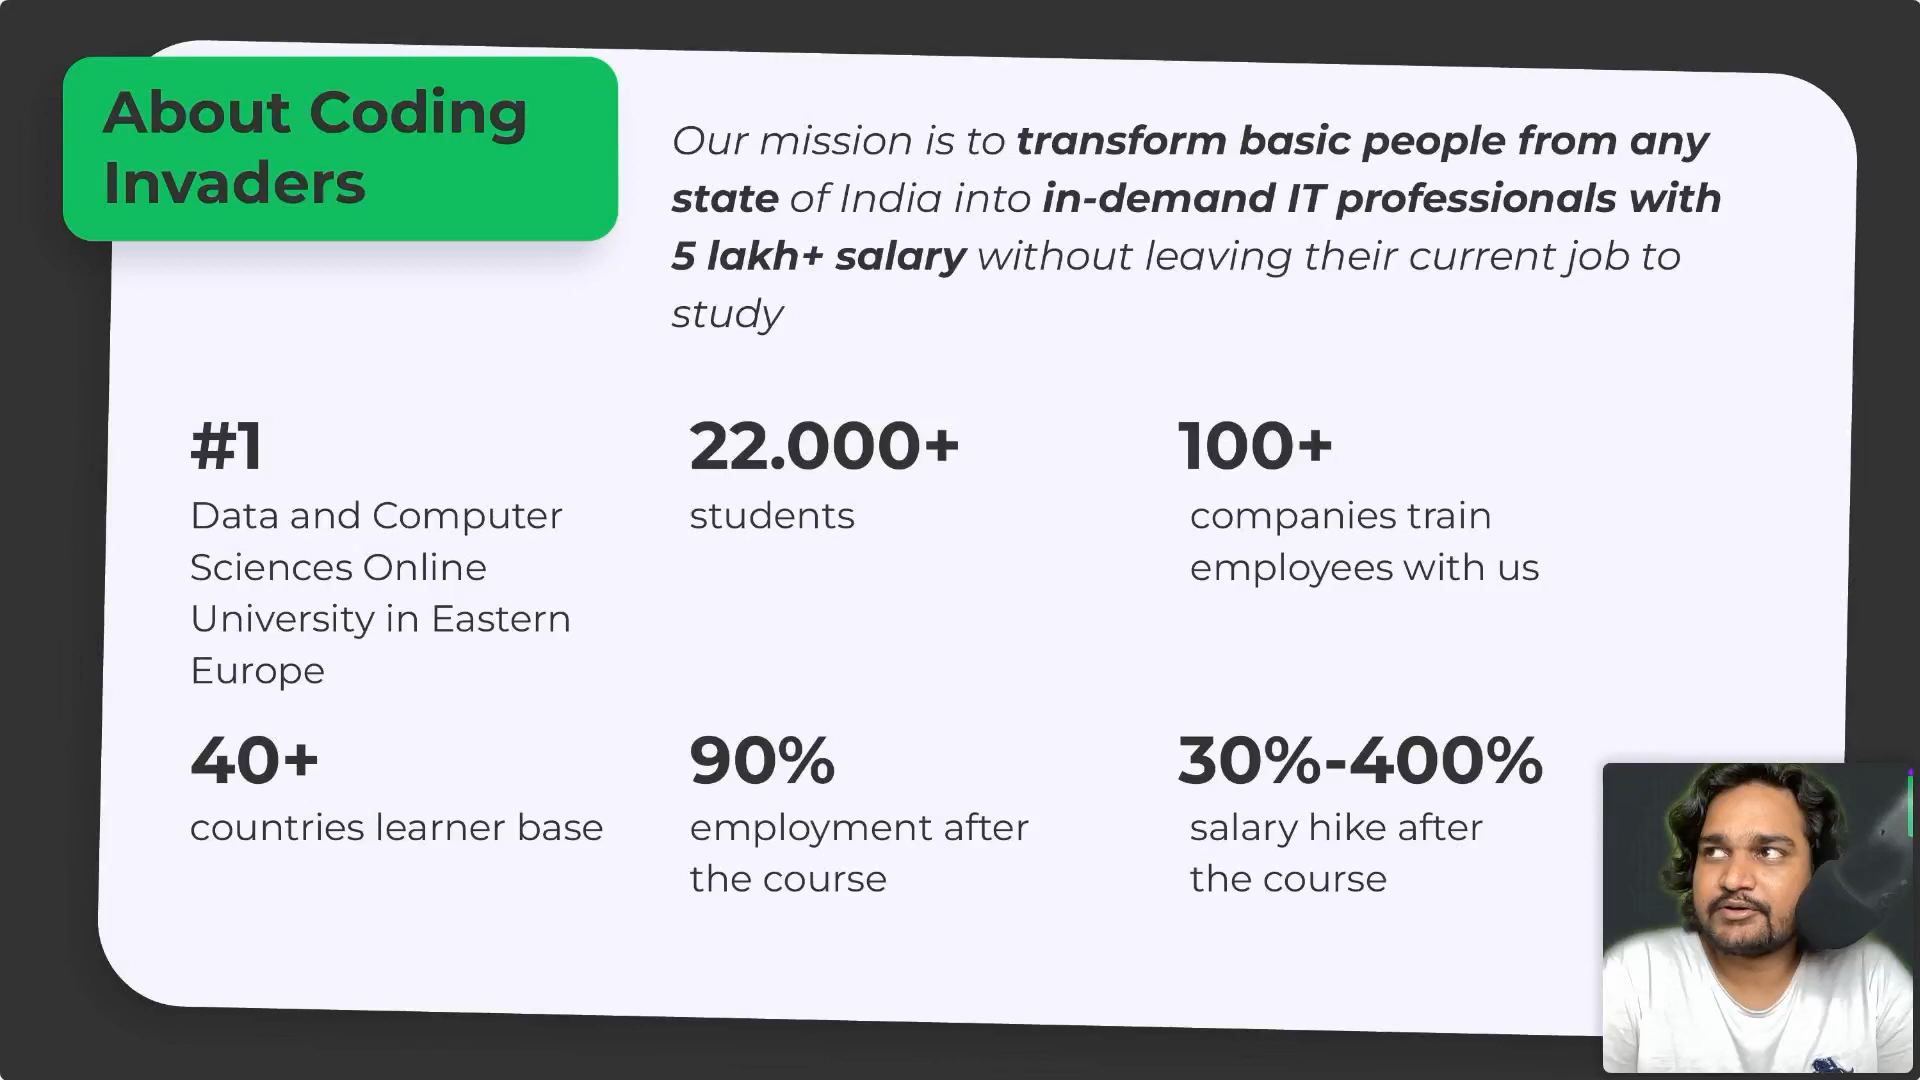 About Coding
Invaders
Our mission is to transform basic people from any
state of India into in-demand IT professionals with
5 lakh+ salary without leaving their current job to
study
#1
Data and Computer
Sciences Online
University in Eastern
Europe
22.000+
students
100+
companies train
employees with us
40+
countries learner base
90%
employment after
the course
30%-400%
salary hike after
the course